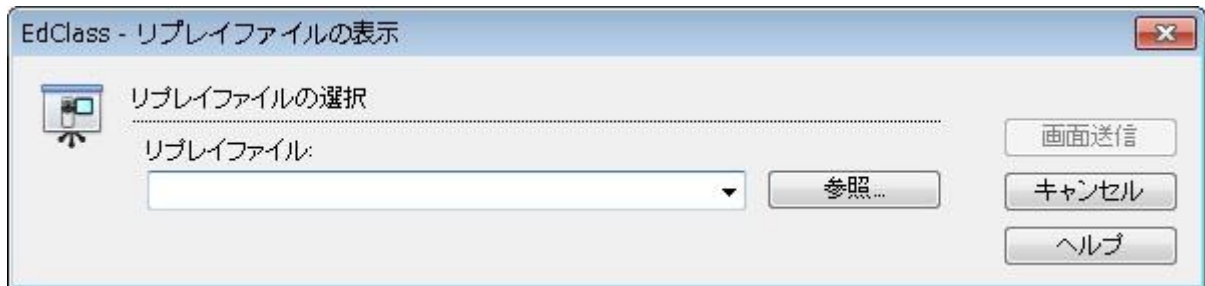 EdClass - リプレイファイルの表示
リプレイファイルの選択
リプレイファイル:
参照...
画面送信
キャンセル
ヘルプ